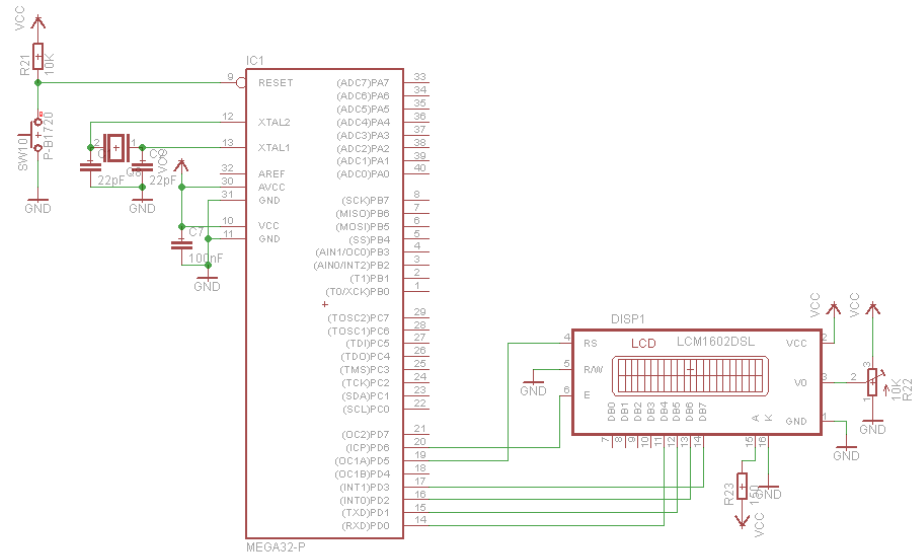 VCC
R21
10K
SW10
P-B1720
GND
2
1
22pF
22pF
GND
VCC
C7
100nF
GND
IC1
9 RESET
12 XTAL2
13 XTAL1
32 AREF
30 AVCC
31 GND
10 VCC
11 GND
(ADC7)PA7 33
(ADC6)PA6 34
(ADC5)PA5 35
(ADC4)PA4 36
(ADC3)PA3 37
(ADC2)PA2 38
(ADC1)PA1 39
(ADC0)PA0 40
(SCK)PB7 8
(MISO)PB6 7
(MOSI)PB5 6
(SS)PB4 5
(AIN1/OC0)PB3 4
(AIN0/INT2)PB2 3
(T1)PB1 2
(T0/XCK)PB0 1
(TOSC2)PC7 29
(TOSC1)PC6 28
(TDI)PC5 27
(TDO)PC4 26
(TMS)PC3 25
(TCK)PC2 24
(SDA)PC1 23
(SCL)PC0 22
(OC2)PD7 21
(ICP)PD6 20
(OC1A)PD5 19
(OC1B)PD4 18
(INT1)PD3 17
(INT0)PD2 16
(TXD)PD1 15
(RXD)PD0 14
MEGA32-P
DISP1
LCD LCM1602DSL
4 RS
5 R/W
6 E
GND
DB0
DB1
DB2
DB3
DB4
DB5
DB6
DB7
A
K
7
8
9
10
11
12
13
14
15
16
VCC 2
VO 3
GND 1
VCC
VCC
2
3
1
10K
R22
GND
GND
R23
GND
VCC